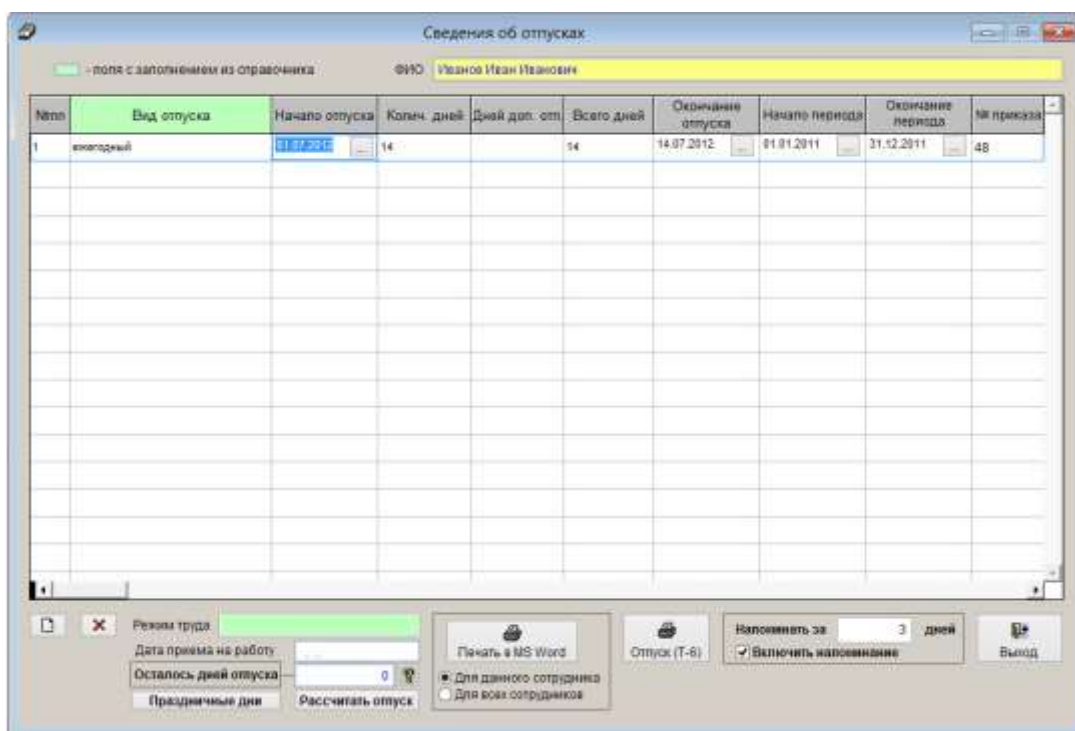 Сведения об отпусках
- поля с заполнением из справочника
ФИО Иванов Иван Иванович
№пп Вид отпуска Начало отпуска Колич. дней Дней доп. отп. Всего дней Окончание отпуска Начало периода Окончание периода № приказа
1 ежегодный 01.07.2012 ... 14 14 14.07.2012 ... 01.01.2011 ... 31.12.2011 ... 48
Режим труда
Дата приема на работу
Осталось дней отпуска 0
Праздничные дни Рассчитать отпуск
Печать в MS Word
Для данного сотрудника
Для всех сотрудников
Отпуск (Т-6)
Напоминать за 3 дней
Включить напоминание
Выход